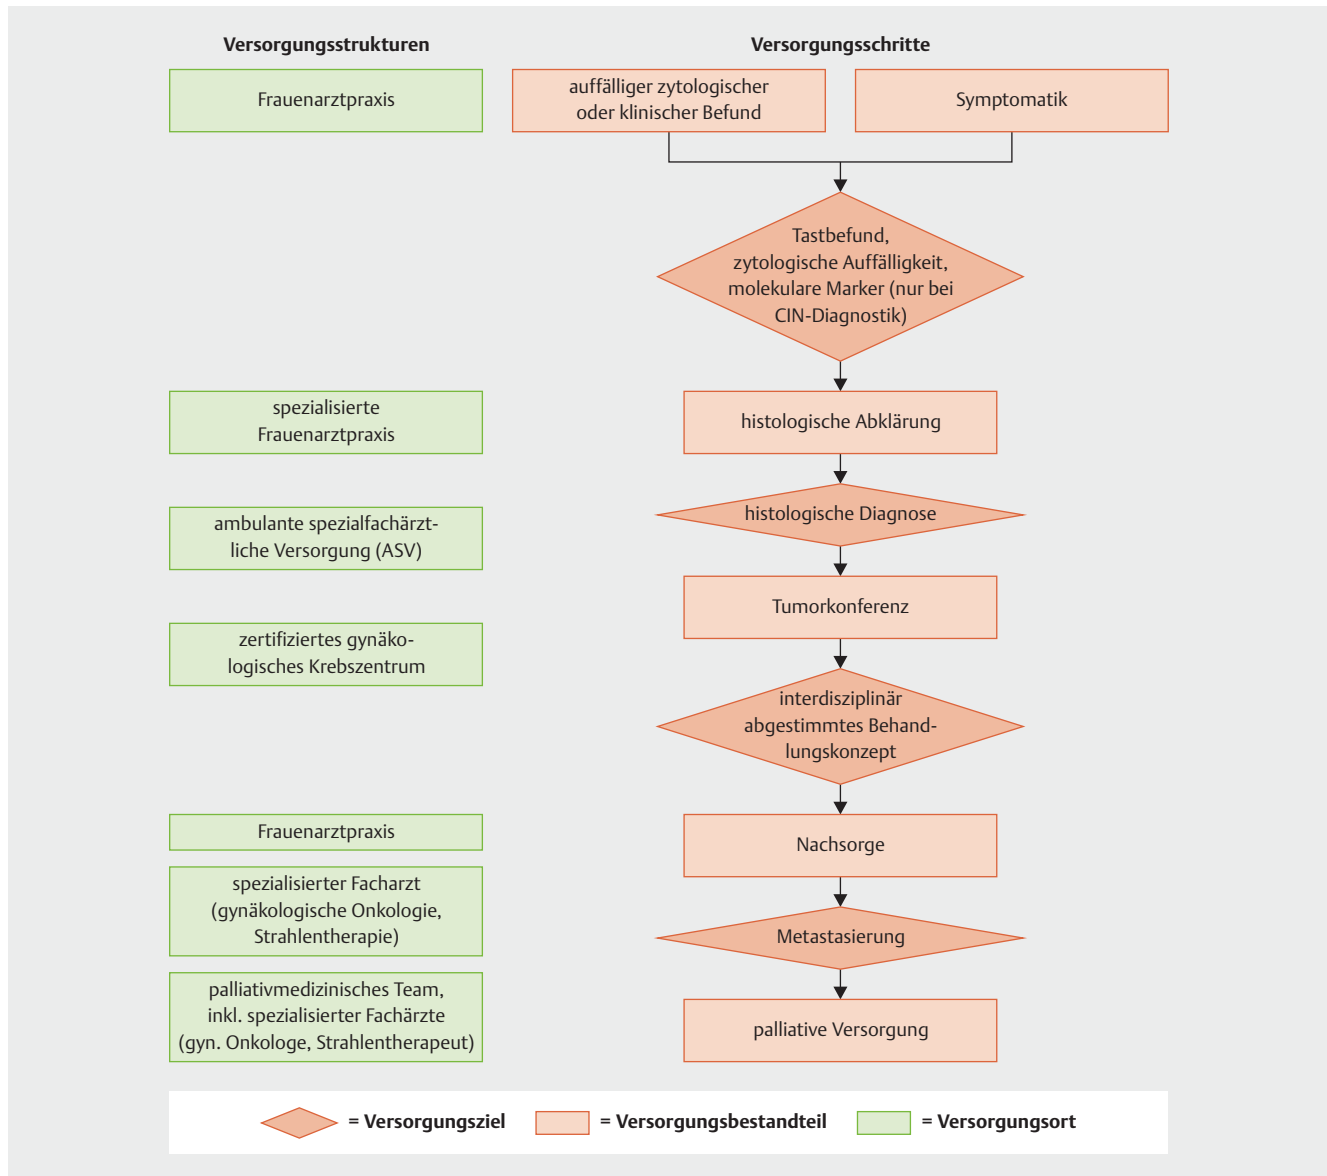 Versorgungsstrukturen
Versorgungsschritte
Frauenarztpraxis
auffälliger zytologischer
oder klinischer Befund
Symptomatik
Tastbefund,
zytologische Auffälligkeit,
molekulare Marker (nur bei
CIN-Diagnostik)
spezialisierte
Frauenarztpraxis
histologische Abklärung
histologische Diagnose
ambulante spezialfachärzt-
liche Versorgung (ASV)
Tumorkonferenz
zertifiziertes gynäko-
logisches Krebszentrum
interdisziplinär
abgestimmtes Behand-
lungskonzept
Frauenarztpraxis
Nachsorge
spezialisierter Facharzt
(gynäkologische Onkologie,
Strahlentherapie)
Metastasierung
palliativmedizinisches Team,
inkl. spezialisierter Fachärzte
(gyn. Onkologe, Strahlentherapeut)
palliative Versorgung
= Versorgungsziel
= Versorgungsbestandteil
= Versorgungsort